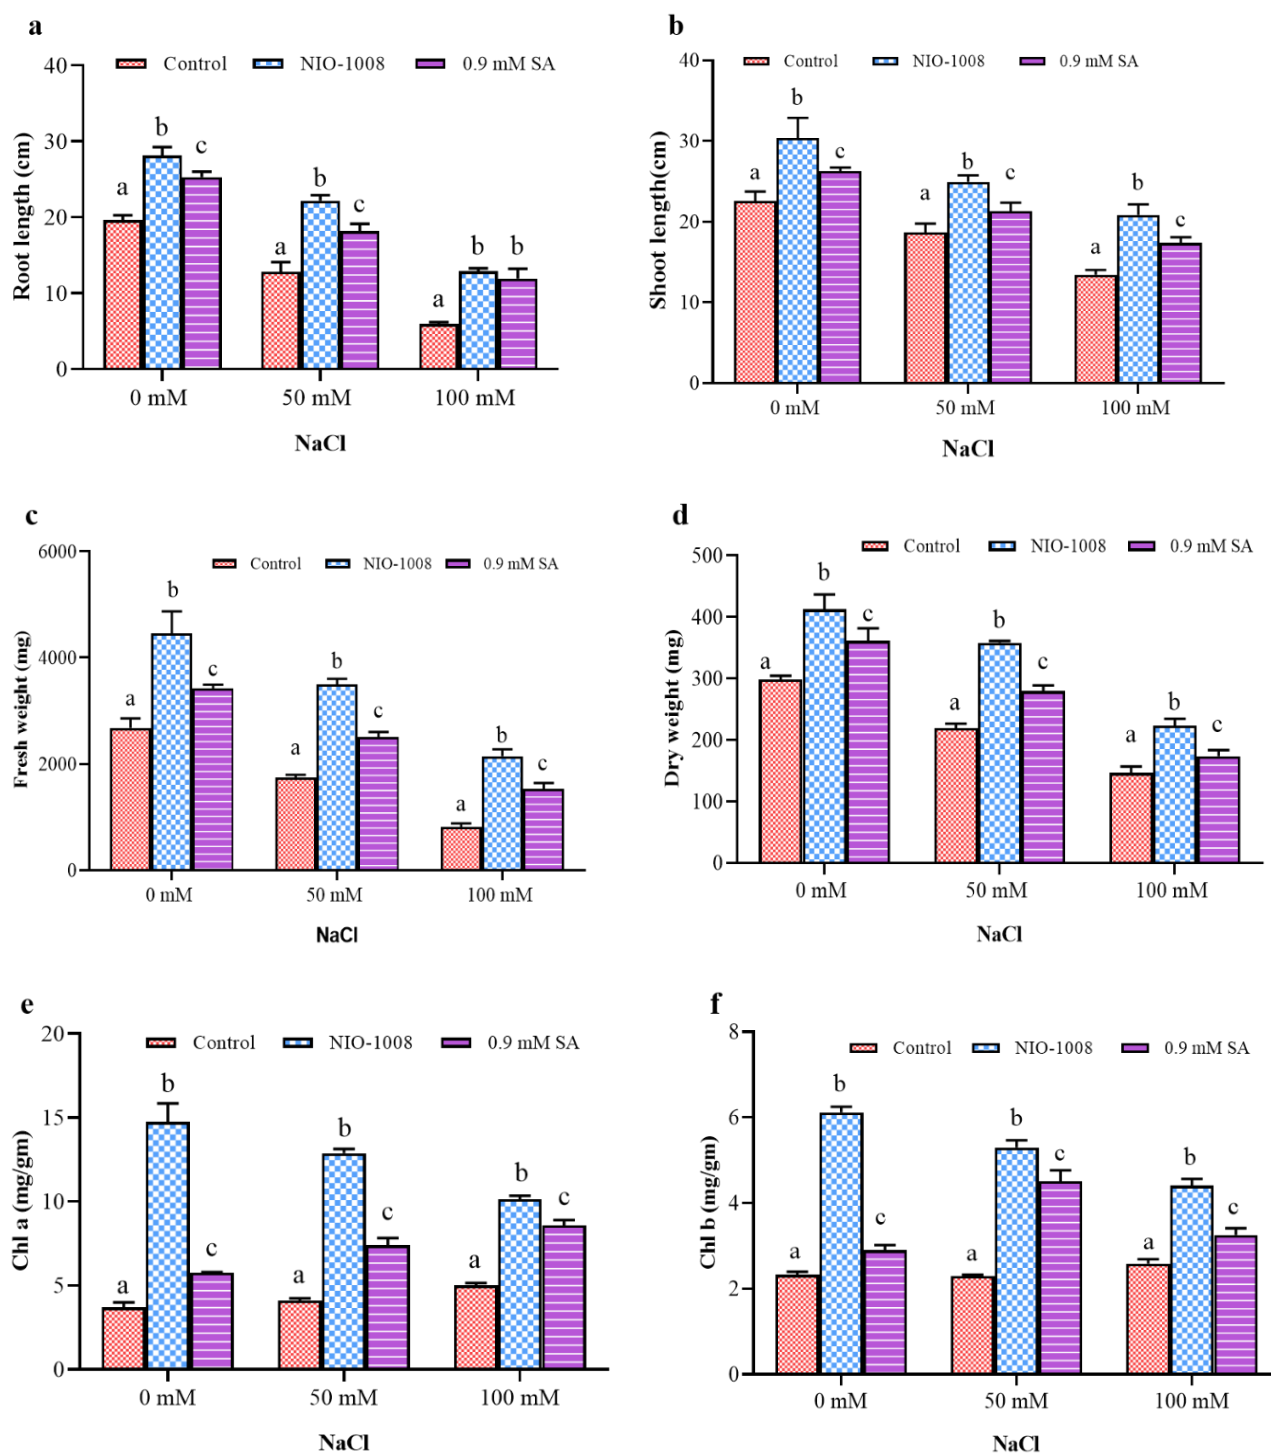 a
Control NIO-1008 0.9 mM SA
Root length (cm)
40
30
20
10
0
a b c
a b c
a b b
0 mM 50 mM 100 mM
NaCl
b
Control NIO-1008 0.9 mM SA
Shoot length(cm)
40
30
20
10
0
a b c
a b c
a b c
0 mM 50 mM 100 mM
NaCl
c
Control NIO-1008 0.9 mM SA
Fresh weight (mg)
6000
4000
2000
0
a b c
a b c
a b c
0 mM 50 mM 100 mM
NaCl
d
Control NIO-1008 0.9 mM SA
Dry weight (mg)
500
400
300
200
100
0
a b c
a b c
a b c
0 mM 50 mM 100 mM
NaCl
e
Control NIO-1008 0.9 mM SA
Chl a (mg/gm)
20
15
10
5
0
a b c
a b c
a b c
0 mM 50 mM 100 mM
NaCl
f
Control NIO-1008 0.9 mM SA
Chl b (mg/gm)
8
6
4
2
0
a b c
a b c
a b c
0 mM 50 mM 100 mM
NaCl